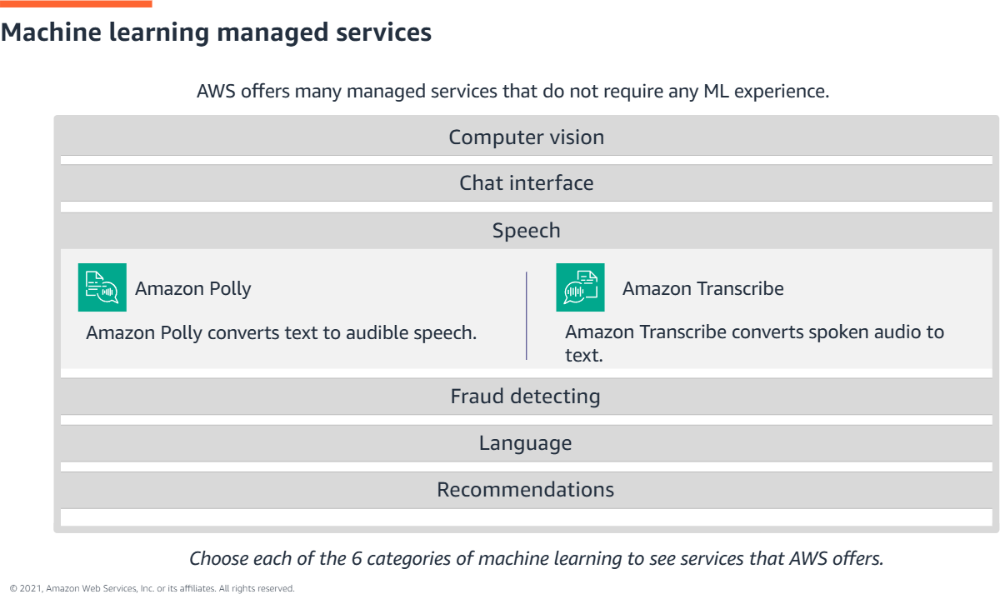 Machine learning managed services
AWS offers many managed services that do not require any ML experience.
Computer vision
Chat interface
Speech
Amazon Polly
Amazon Polly converts text to audible speech.
Amazon Transcribe
Amazon Transcribe converts spoken audio to
text.
Fraud detecting
Language
Recommendations
Choose each of the 6 categories of machine learning to see services that AWS offers.
© 2021, Amazon Web Services, Inc. or its affiliates. All rights reserved.